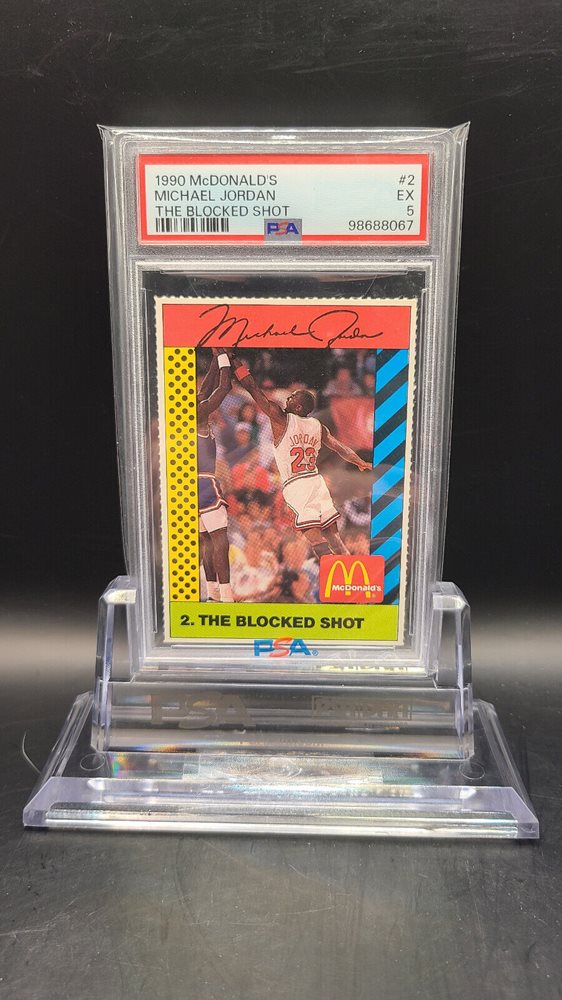 1990 McDONALD'S #2
MICHAEL JORDAN EX
THE BLOCKED SHOT 5
PSA 98688067
Michael Jordan
JORDAN
23
McDonald's
2. THE BLOCKED SHOT
PSA
PSA